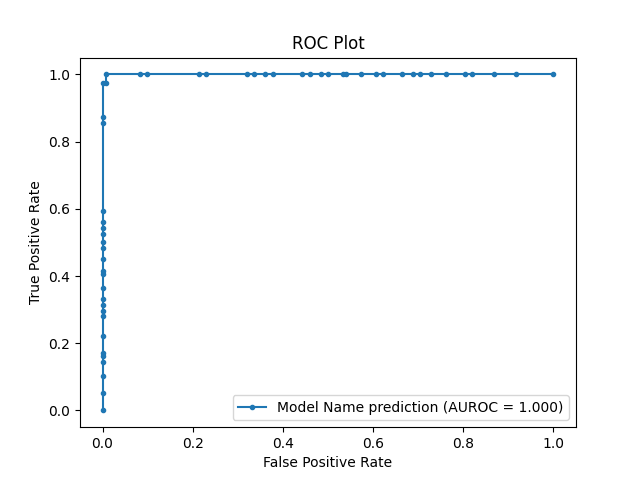 ROC Plot
True Positive Rate
1.0
0.8
0.6
0.4
0.2
0.0
Model Name prediction (AUROC = 1.000)
0.0 0.2 0.4 0.6 0.8 1.0
False Positive Rate